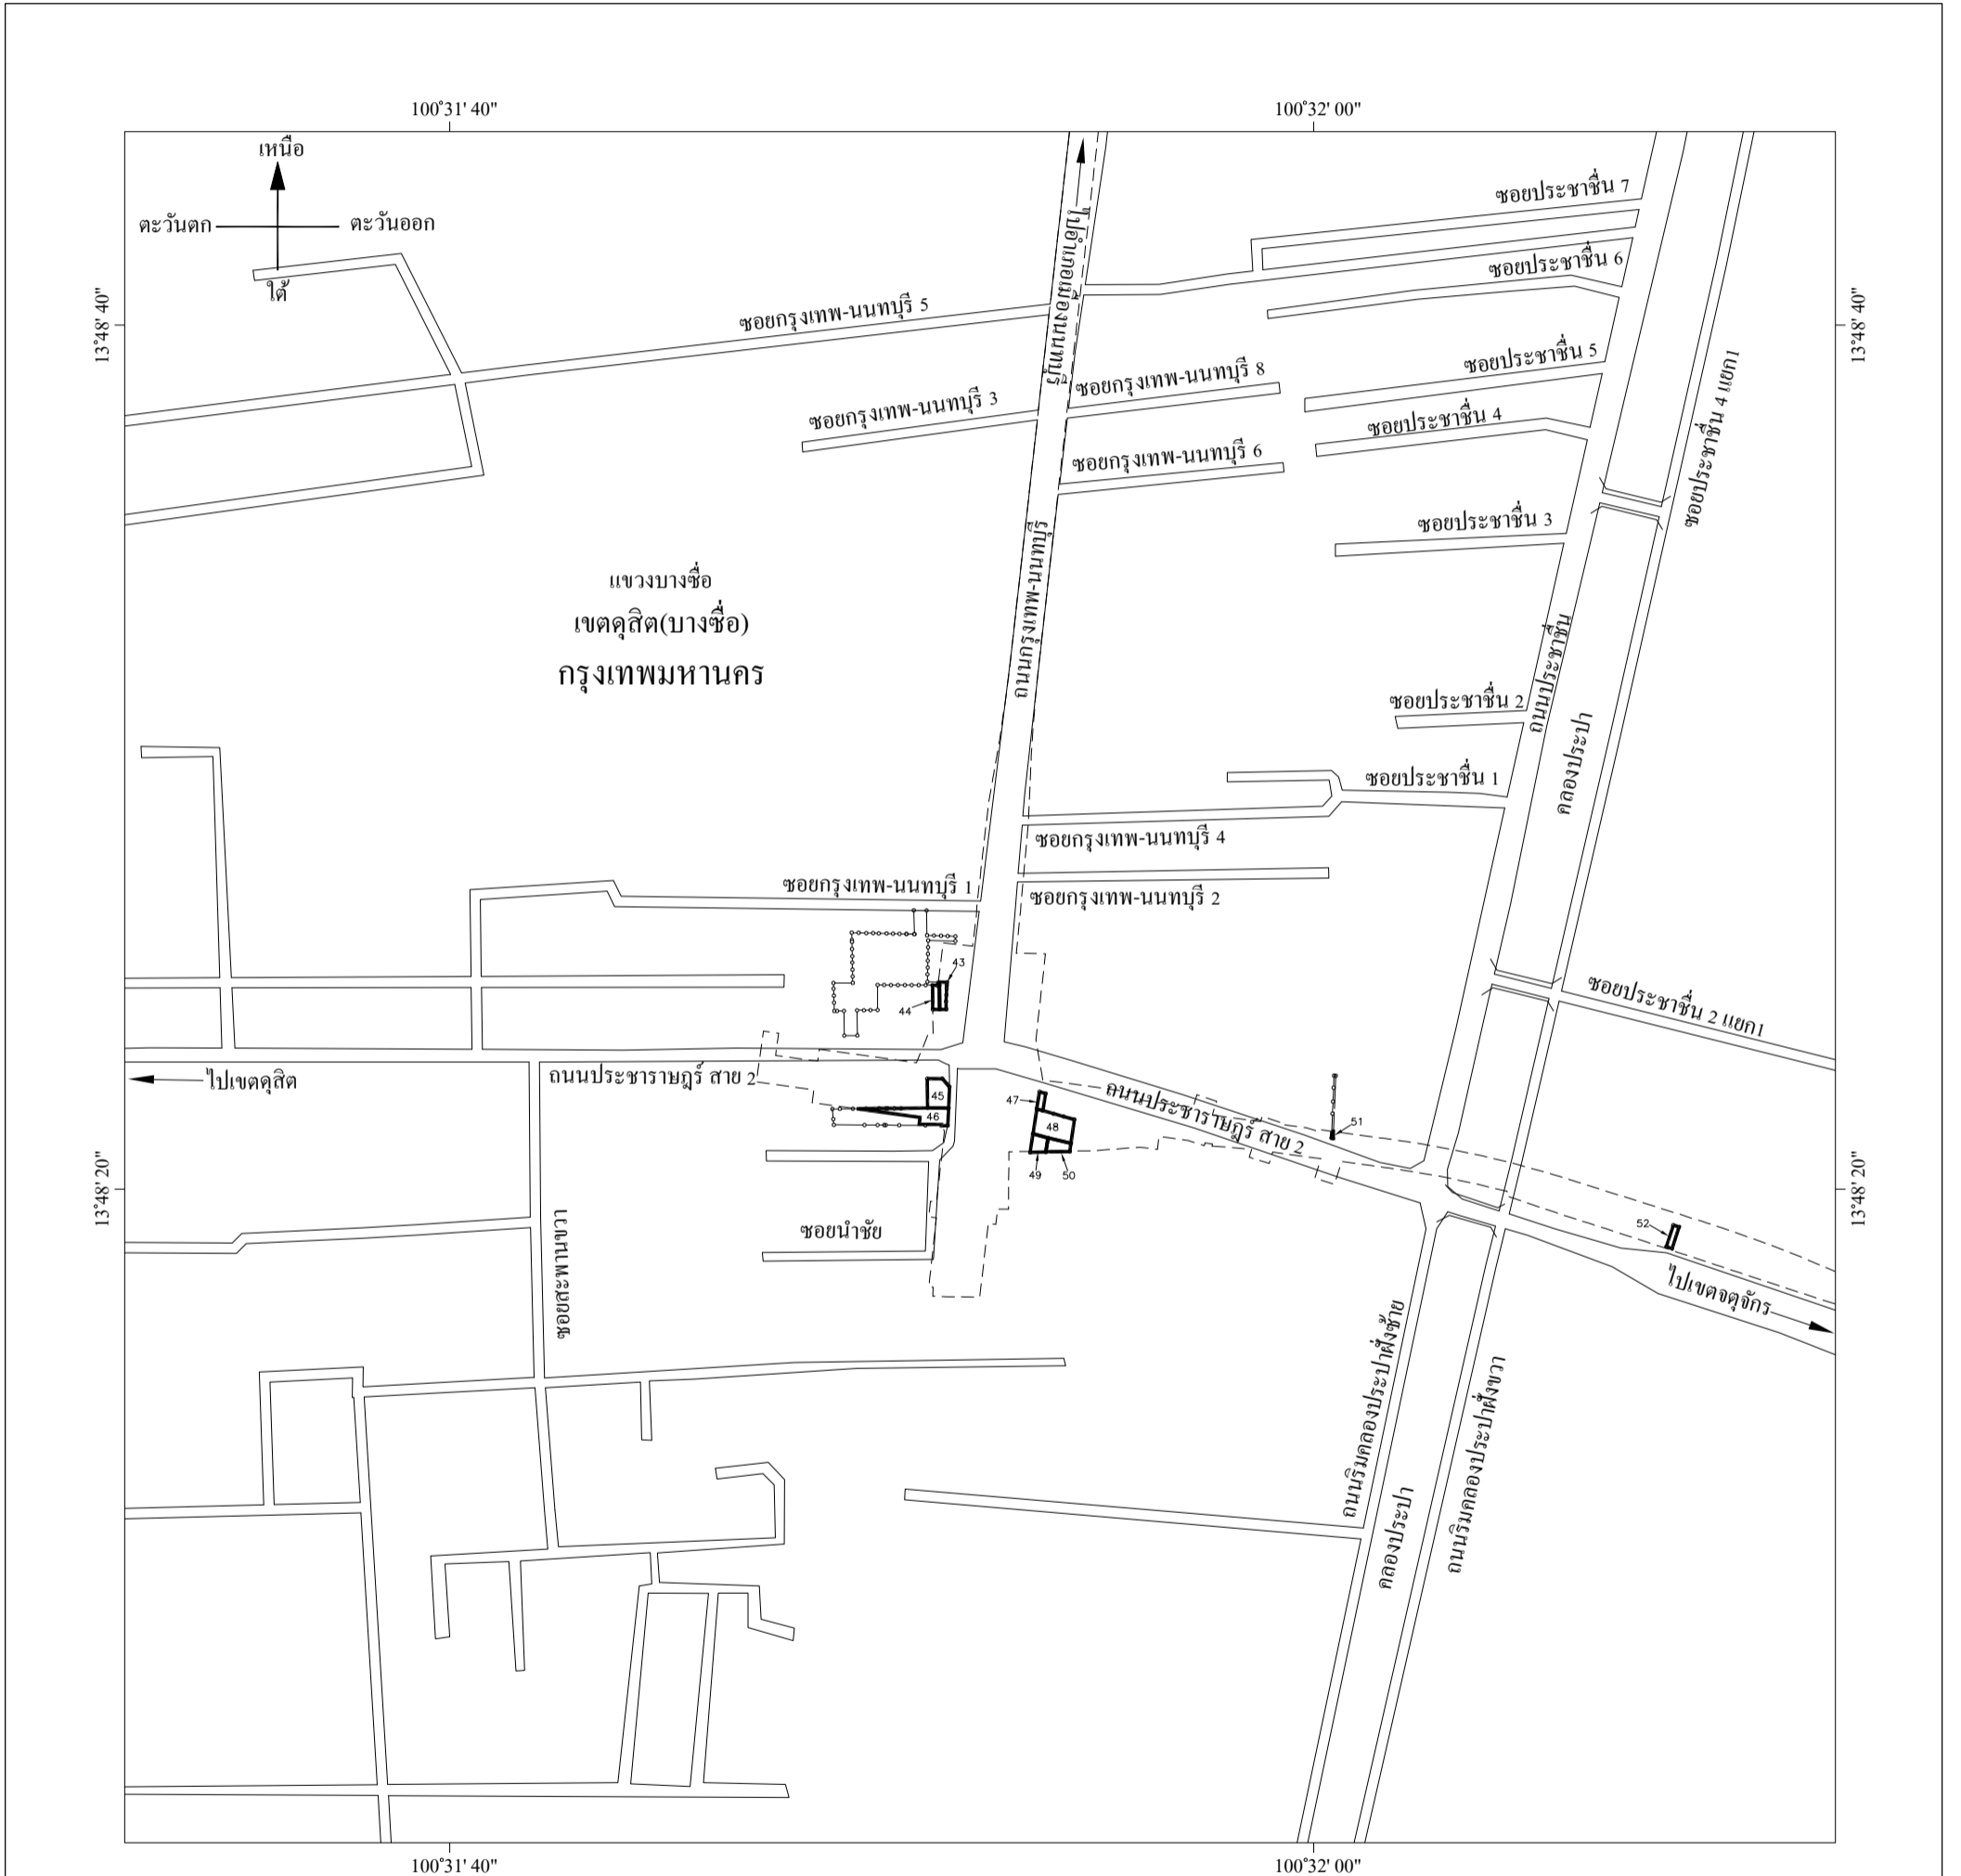 100°31' 40"
100°32' 00"
เหนือ
ตะวันตก
ตะวันออก
ใต้
13°48' 40"
13°48' 40"
ไปอำเภอเมืองนนทบุรี
ซอยประชาชื่น 7
ซอยประชาชื่น 6
ซอยกรุงเทพ-นนทบุรี 5
ซอยประชาชื่น 5
ซอยกรุงเทพ-นนทบุรี 8
ซอยกรุงเทพ-นนทบุรี 3
ซอยประชาชื่น 4
ซอยประชาชื่น 4 แยก1
ซอยกรุงเทพ-นนทบุรี 6
ซอยประชาชื่น 3
แขวงบางซื่อ
เขตดุสิต(บางซื่อ)
กรุงเทพมหานคร
ถนนกรุงเทพ-นนทบุรี
ถนนประชาชื่น
ซอยประชาชื่น 2
คลองประปา
ซอยประชาชื่น 1
ซอยกรุงเทพ-นนทบุรี 4
ซอยกรุงเทพ-นนทบุรี 1
ซอยกรุงเทพ-นนทบุรี 2
43
44
ซอยประชาชื่น 2 แยก1
ไปเขตดุสิต
ถนนประชาราษฎร์ สาย 2
45
46
47
48
49
50
ถนนประชาราษฎร์ สาย 2
51
13°48' 20"
13°48' 20"
ซอยสะพานขวา
ซอยนำชัย
52
ไปเขตจตุจักร
ถนนริมคลองประปาฝั่งซ้าย
คลองประปา
ถนนริมคลองประปาฝั่งขวา
100°31' 40"
100°32' 00"